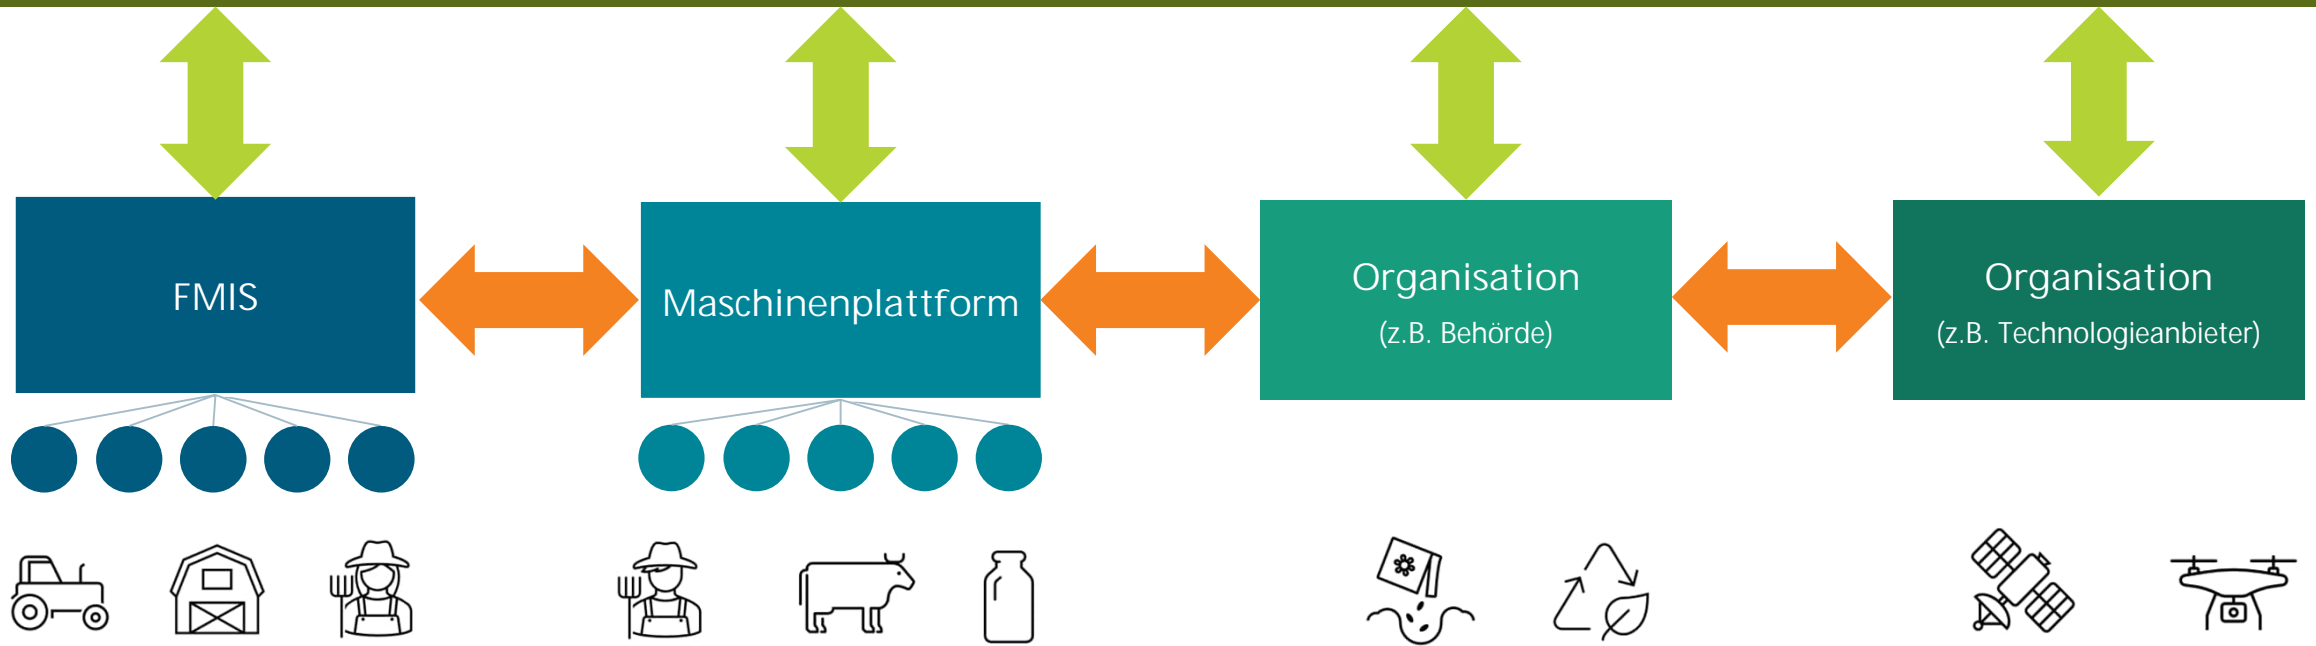 FMIS
Maschinenplattform
Organisation
(z.B. Behörde)
Organisation
(z.B. Technologieanbieter)